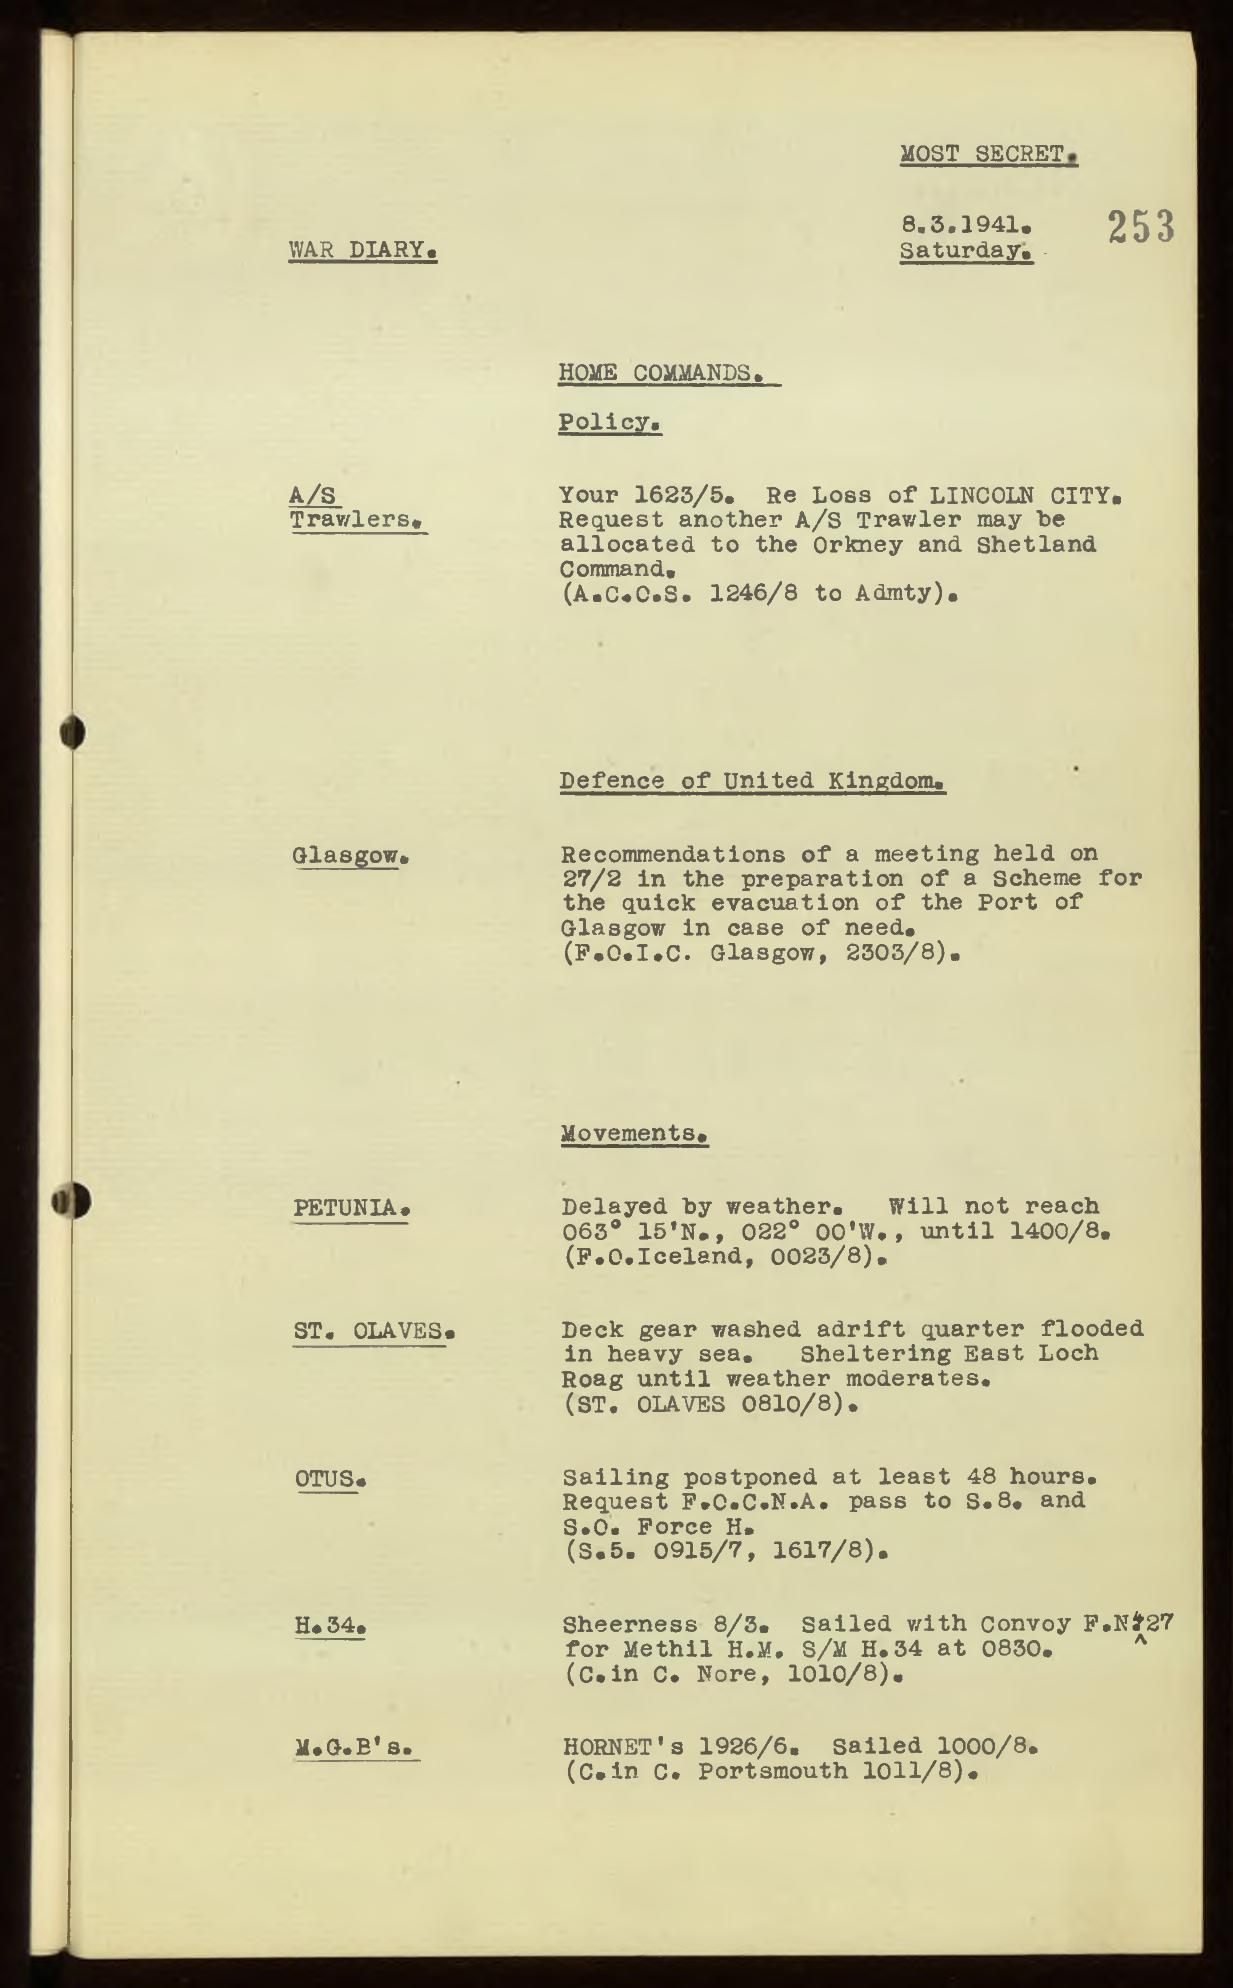 MOST SECRET.
8.3.1941.
253
WAR DIARY.
Saturday.
HOME COMMANDS.
Policy.
A/S
Trawlers.
Your 1623/5. Re Loss of LINCOLN CITY.
Request another A/S Trawler may be
allocated to the Orkney and Shetland
Command.
(A.C.O.S. 1246/8 to Admty).
Defence of United Kingdom.
Glasgow.
Recommendations of a meeting held on
27/2 in the preparation of a Scheme for
the quick evacuation of the Port of
Glasgow in case of need.
(F.O.I.C. Glasgow, 2303/8).
Movements.
PETUNIA.
Delayed by weather. Will not reach
063° 15'N., 022° 00'W., until 1400/8.
(F.O.Iceland, 0023/8).
ST. OLAVES.
Deck gear washed adrift quarter flooded
in heavy sea. Sheltering East Loch
Roag until weather moderates.
(ST. OLAVES 0810/8).
OTUS.
Sailing postponed at least 48 hours.
Request F.O.C.N.A. pass to S.8. and
S.O. Force H.
(S.5. 0915/7, 1617/8).
H.34.
Sheerness 8/3. Sailed with Convoy F.N.27
for Methil H.M. S/M H.34 at 0830.
(C.in C. Nore, 1010/8).
M.G.B's.
HORNET's 1926/6. Sailed 1000/8.
(C.in C. Portsmouth 1011/8).